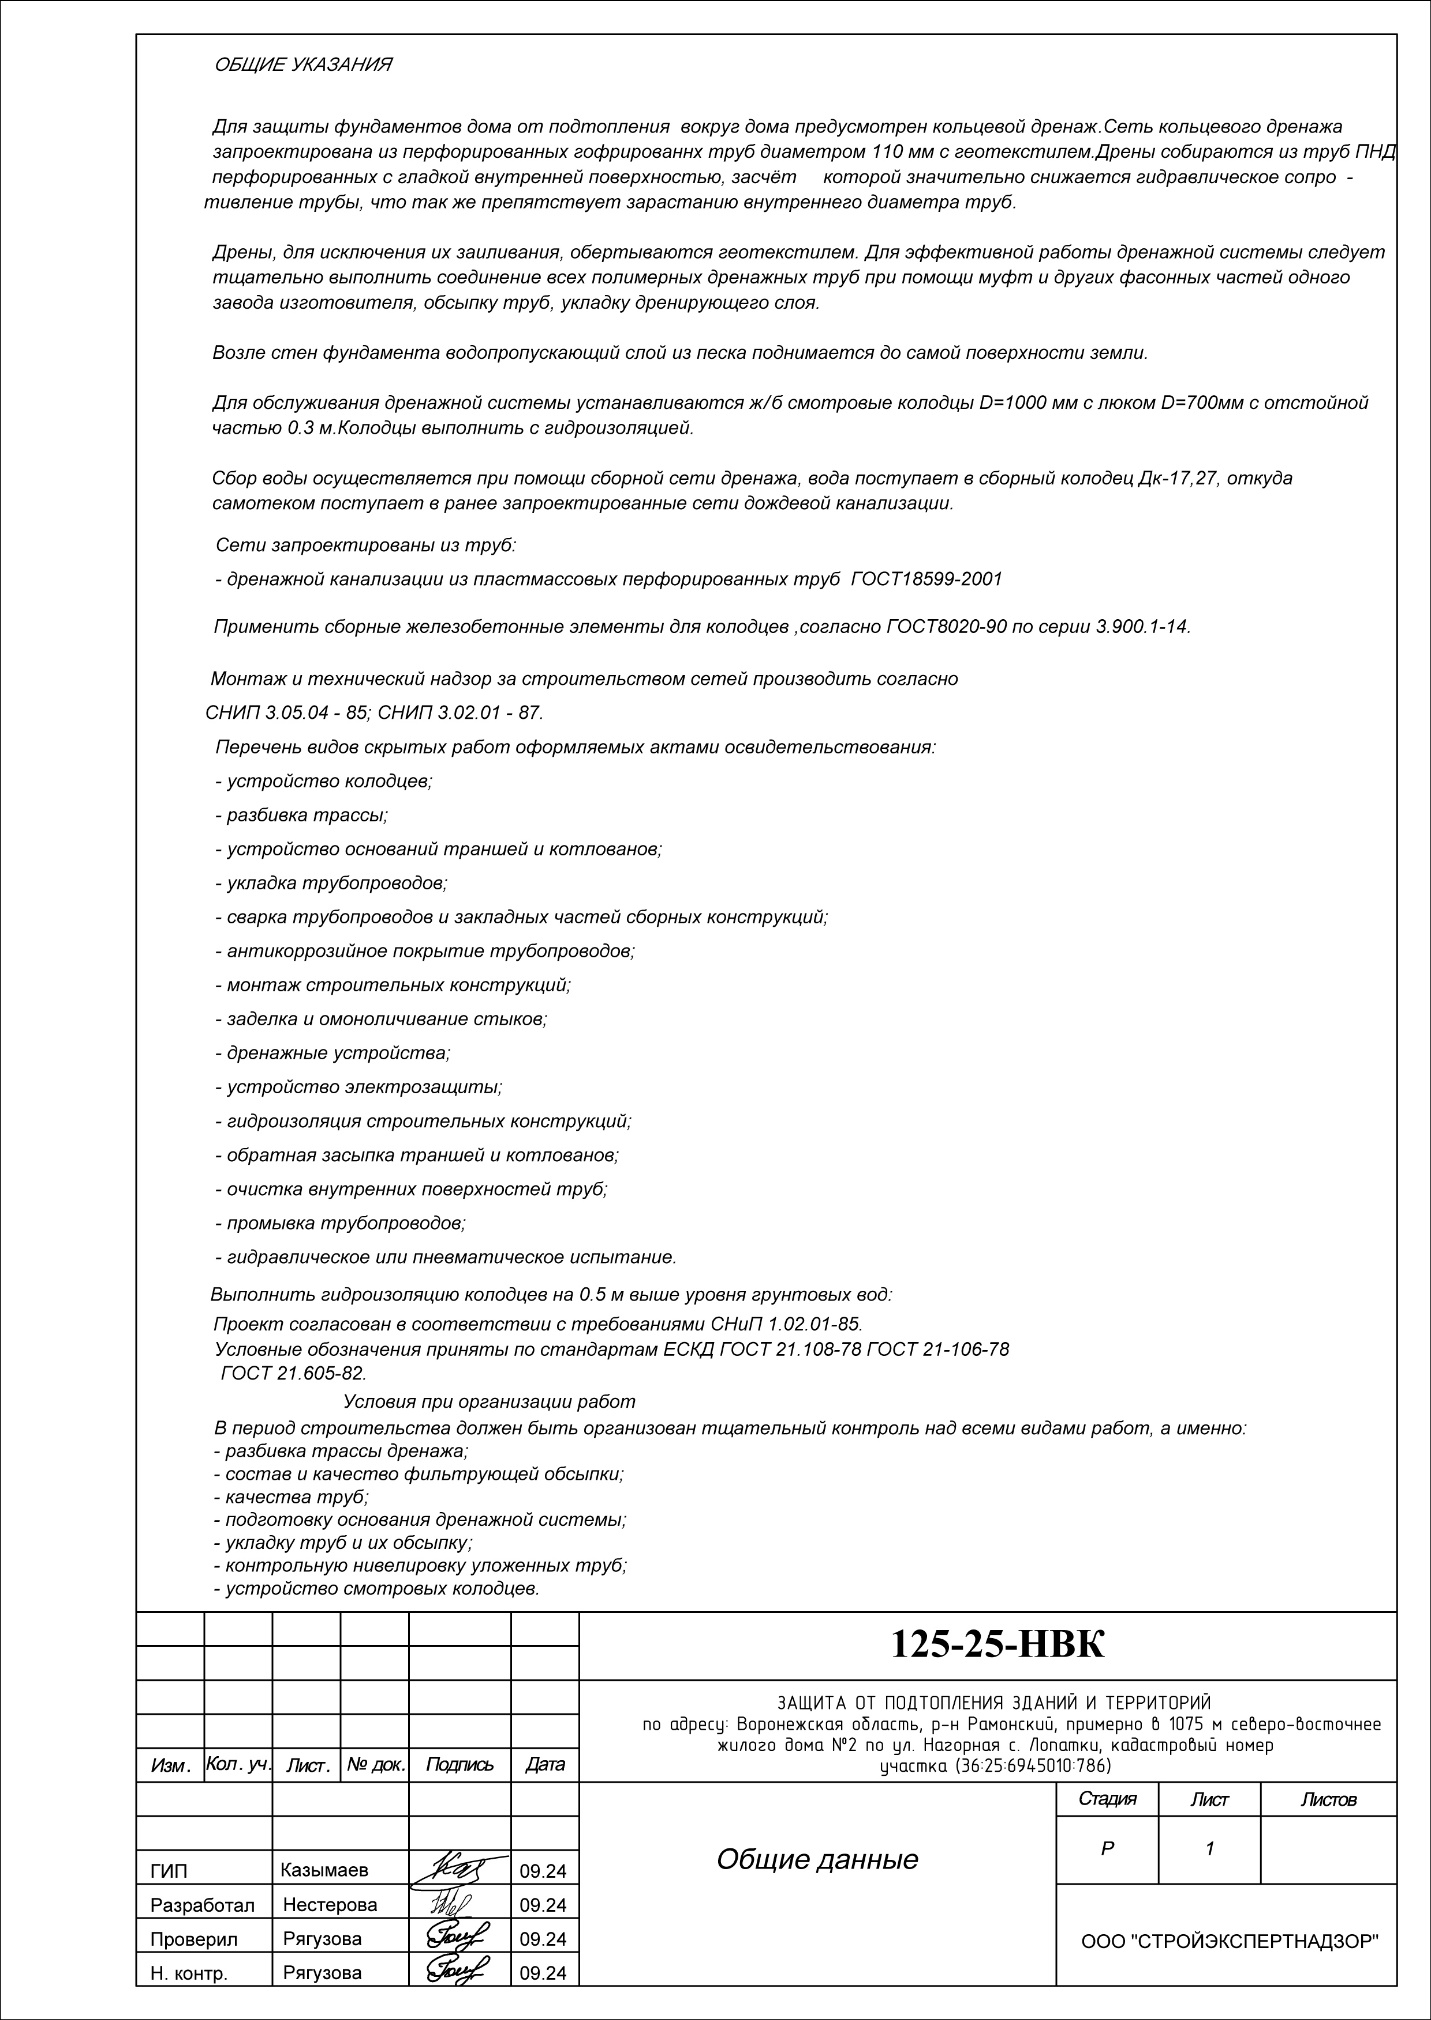 ОБЩИЕ УКАЗАНИЯ
Для защиты фундаментов дома от подтопления вокруг дома предусмотрен кольцевой дренаж.Сеть кольцевого дренажа
запроектирована из перфорированных гофрированнх труб диаметром 110 мм с геотекстилем.Дрены собираются из труб ПНД
перфорированных с гладкой внутренней поверхностью, засчёт которой значительно снижается гидравлическое сопро -
тивление трубы, что так же препятствует зарастанию внутреннего диаметра труб.
Дрены, для исключения их заиливания, обертываются геотекстилем. Для эффективной работы дренажной системы следует
тщательно выполнить соединение всех полимерных дренажных труб при помощи муфт и других фасонных частей одного
завода изготовителя, обсыпку труб, укладку дренирующего слоя.
Возле стен фундамента водопропускающий слой из песка поднимается до самой поверхности земли.
Для обслуживания дренажной системы устанавливаются ж/б смотровые колодцы D=1000 мм с люком D=700мм с отстойной
частью 0.3 м.Колодцы выполнить с гидроизоляцией.
Сбор воды осуществляется при помощи сборной сети дренажа, вода поступает в сборный колодец Дк-17,27, откуда
самотеком поступает в ранее запроектированные сети дождевой канализации.
Сети запроектированы из труб:
- дренажной канализации из пластмассовых перфорированных труб ГОСТ18599-2001
Применить сборные железобетонные элементы для колодцев ,согласно ГОСТ8020-90 по серии 3.900.1-14.
Монтаж и технический надзор за строительством сетей производить согласно
СНИП 3.05.04 - 85; СНИП 3.02.01 - 87.
Перечень видов скрытых работ оформляемых актами освидетельствования:
- устройство колодцев;
- разбивка трассы;
- устройство оснований траншей и котлованов;
- укладка трубопроводов;
- сварка трубопроводов и закладных частей сборных конструкций;
- антикоррозийное покрытие трубопроводов;
- монтаж строительных конструкций;
- заделка и омоноличивание стыков;
- дренажные устройства;
- устройство электрозащиты;
- гидроизоляция строительных конструкций;
- обратная засыпка траншей и котлованов;
- очистка внутренних поверхностей труб;
- промывка трубопроводов;
- гидравлическое или пневматическое испытание.
Выполнить гидроизоляцию колодцев на 0.5 м выше уровня грунтовых вод:
Проект согласован в соответствии с требованиями СНиП 1.02.01-85.
Условные обозначения приняты по стандартам ЕСКД ГОСТ 21.108-78 ГОСТ 21-106-78
ГОСТ 21.605-82.
Условия при организации работ
В период строительства должен быть организован тщательный контроль над всеми видами работ, а именно:
- разбивка трассы дренажа;
- состав и качество фильтрующей обсыпки;
- качества труб;
- подготовку основания дренажной системы;
- укладку труб и их обсыпку;
- контрольную нивелировку уложенных труб;
- устройство смотровых колодцев.
125-25-НВК
ЗАЩИТА ОТ ПОДТОПЛЕНИЯ ЗДАНИЙ И ТЕРРИТОРИЙ
по адресу: Воронежская область, р-н Рамонский, примерно в 1075 м северо-восточнее
жилого дома №2 по ул. Нагорная с. Лопатки, кадастровый номер
участка (36:25:6945010:786)
Изм. Кол. уч. Лист. № док. Подпись Дата
Стадия Лист Листов
Р 1
Общие данные
ГИП Казымаев 09.24
Разработал Нестерова 09.24
Проверил Рягузова 09.24
Н. контр. Рягузова 09.24
ООО "СТРОЙЭКСПЕРТНАДЗОР"